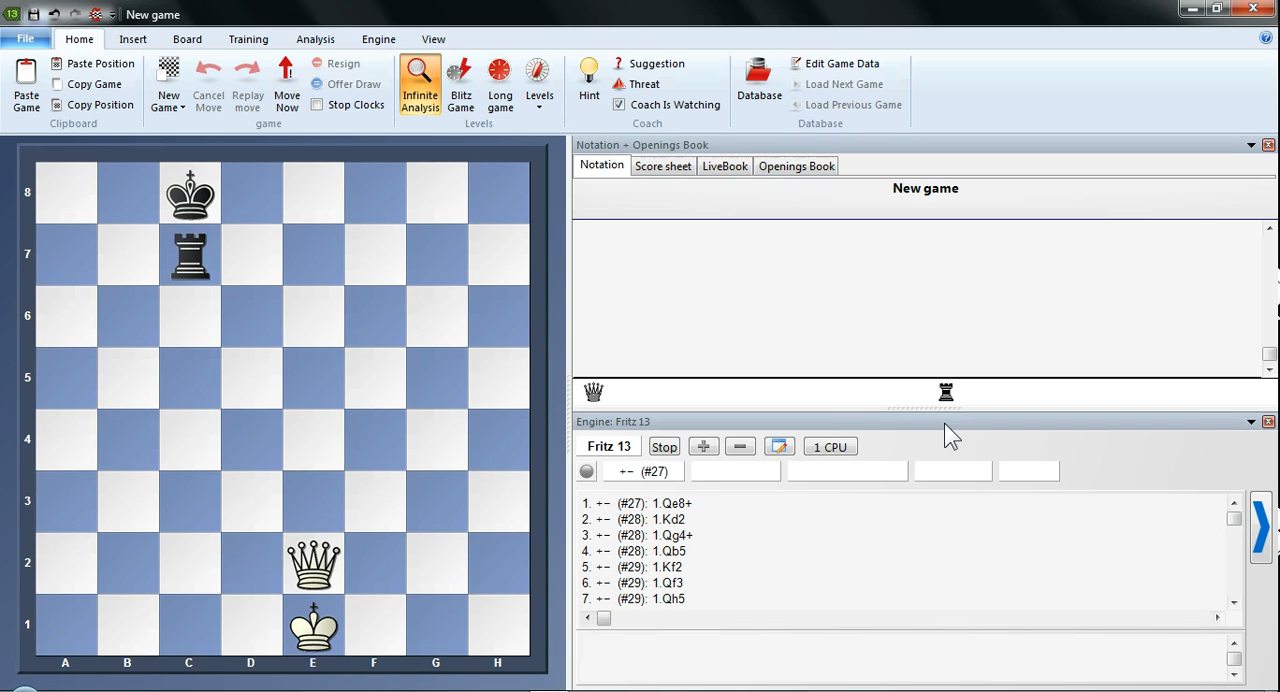 13 New game
File Home Insert Board Training Analysis Engine View
Paste Game
Paste Position
Copy Game
Copy Position
Clipboard
New Game
Cancel Move
Replay move
Move Now
Resign
Offer Draw
Stop Clocks
game
Infinite Analysis
Blitz Game
Long game
Levels
Levels
Hint
Suggestion
Threat
Coach Is Watching
Coach
Database
Edit Game Data
Load Next Game
Load Previous Game
Database
Notation + Openings Book
Notation Score sheet LiveBook Openings Book
New game
8
7
6
5
4
3
2
1
A B C D E F G H
Engine: Fritz 13
Fritz 13 Stop 1 CPU
+− (#27)
1. +− (#27): 1.Qe8+
2. +− (#28): 1.Kd2
3. +− (#28): 1.Qg4+
4. +− (#28): 1.Qb5
5. +− (#29): 1.Kf2
6. +− (#29): 1.Qf3
7. +− (#29): 1.Qh5